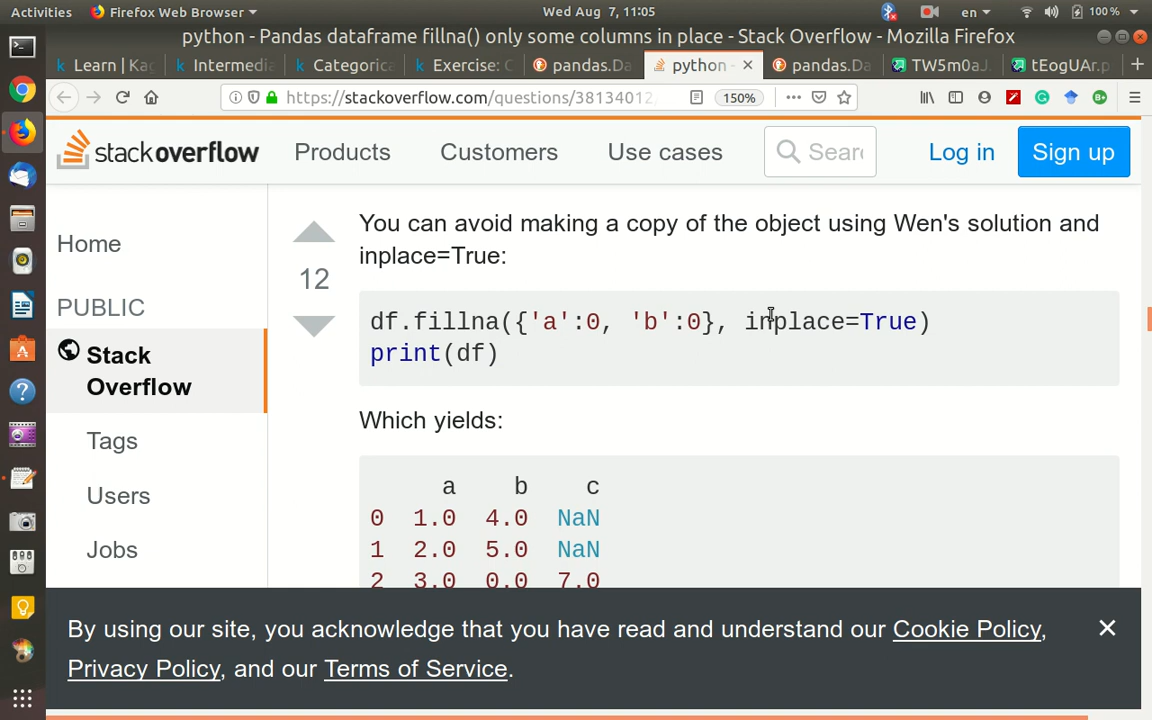 Activities Firefox Web Browser Wed Aug 7, 11:05 en 100%
python - Pandas dataframe fillna() only some columns in place - Stack Overflow - Mozilla Firefox
Learn | Ka Intermedi Categorica Exercise: C pandas.Da python - pandas.Da TW5m0aJ. tEogUAr.p
https://stackoverflow.com/questions/38134012, 150%
stackoverflow Products Customers Use cases Sear Log in Sign up
Home
PUBLIC
Stack
Overflow
Tags
Users
Jobs
12
You can avoid making a copy of the object using Wen's solution and
inplace=True:
df.fillna({'a':0, 'b':0}, inplace=True)
print(df)
Which yields:
a b c
0 1.0 4.0 NaN
1 2.0 5.0 NaN
2 3.0 0.0 7.0
By using our site, you acknowledge that you have read and understand our Cookie Policy,
Privacy Policy, and our Terms of Service.